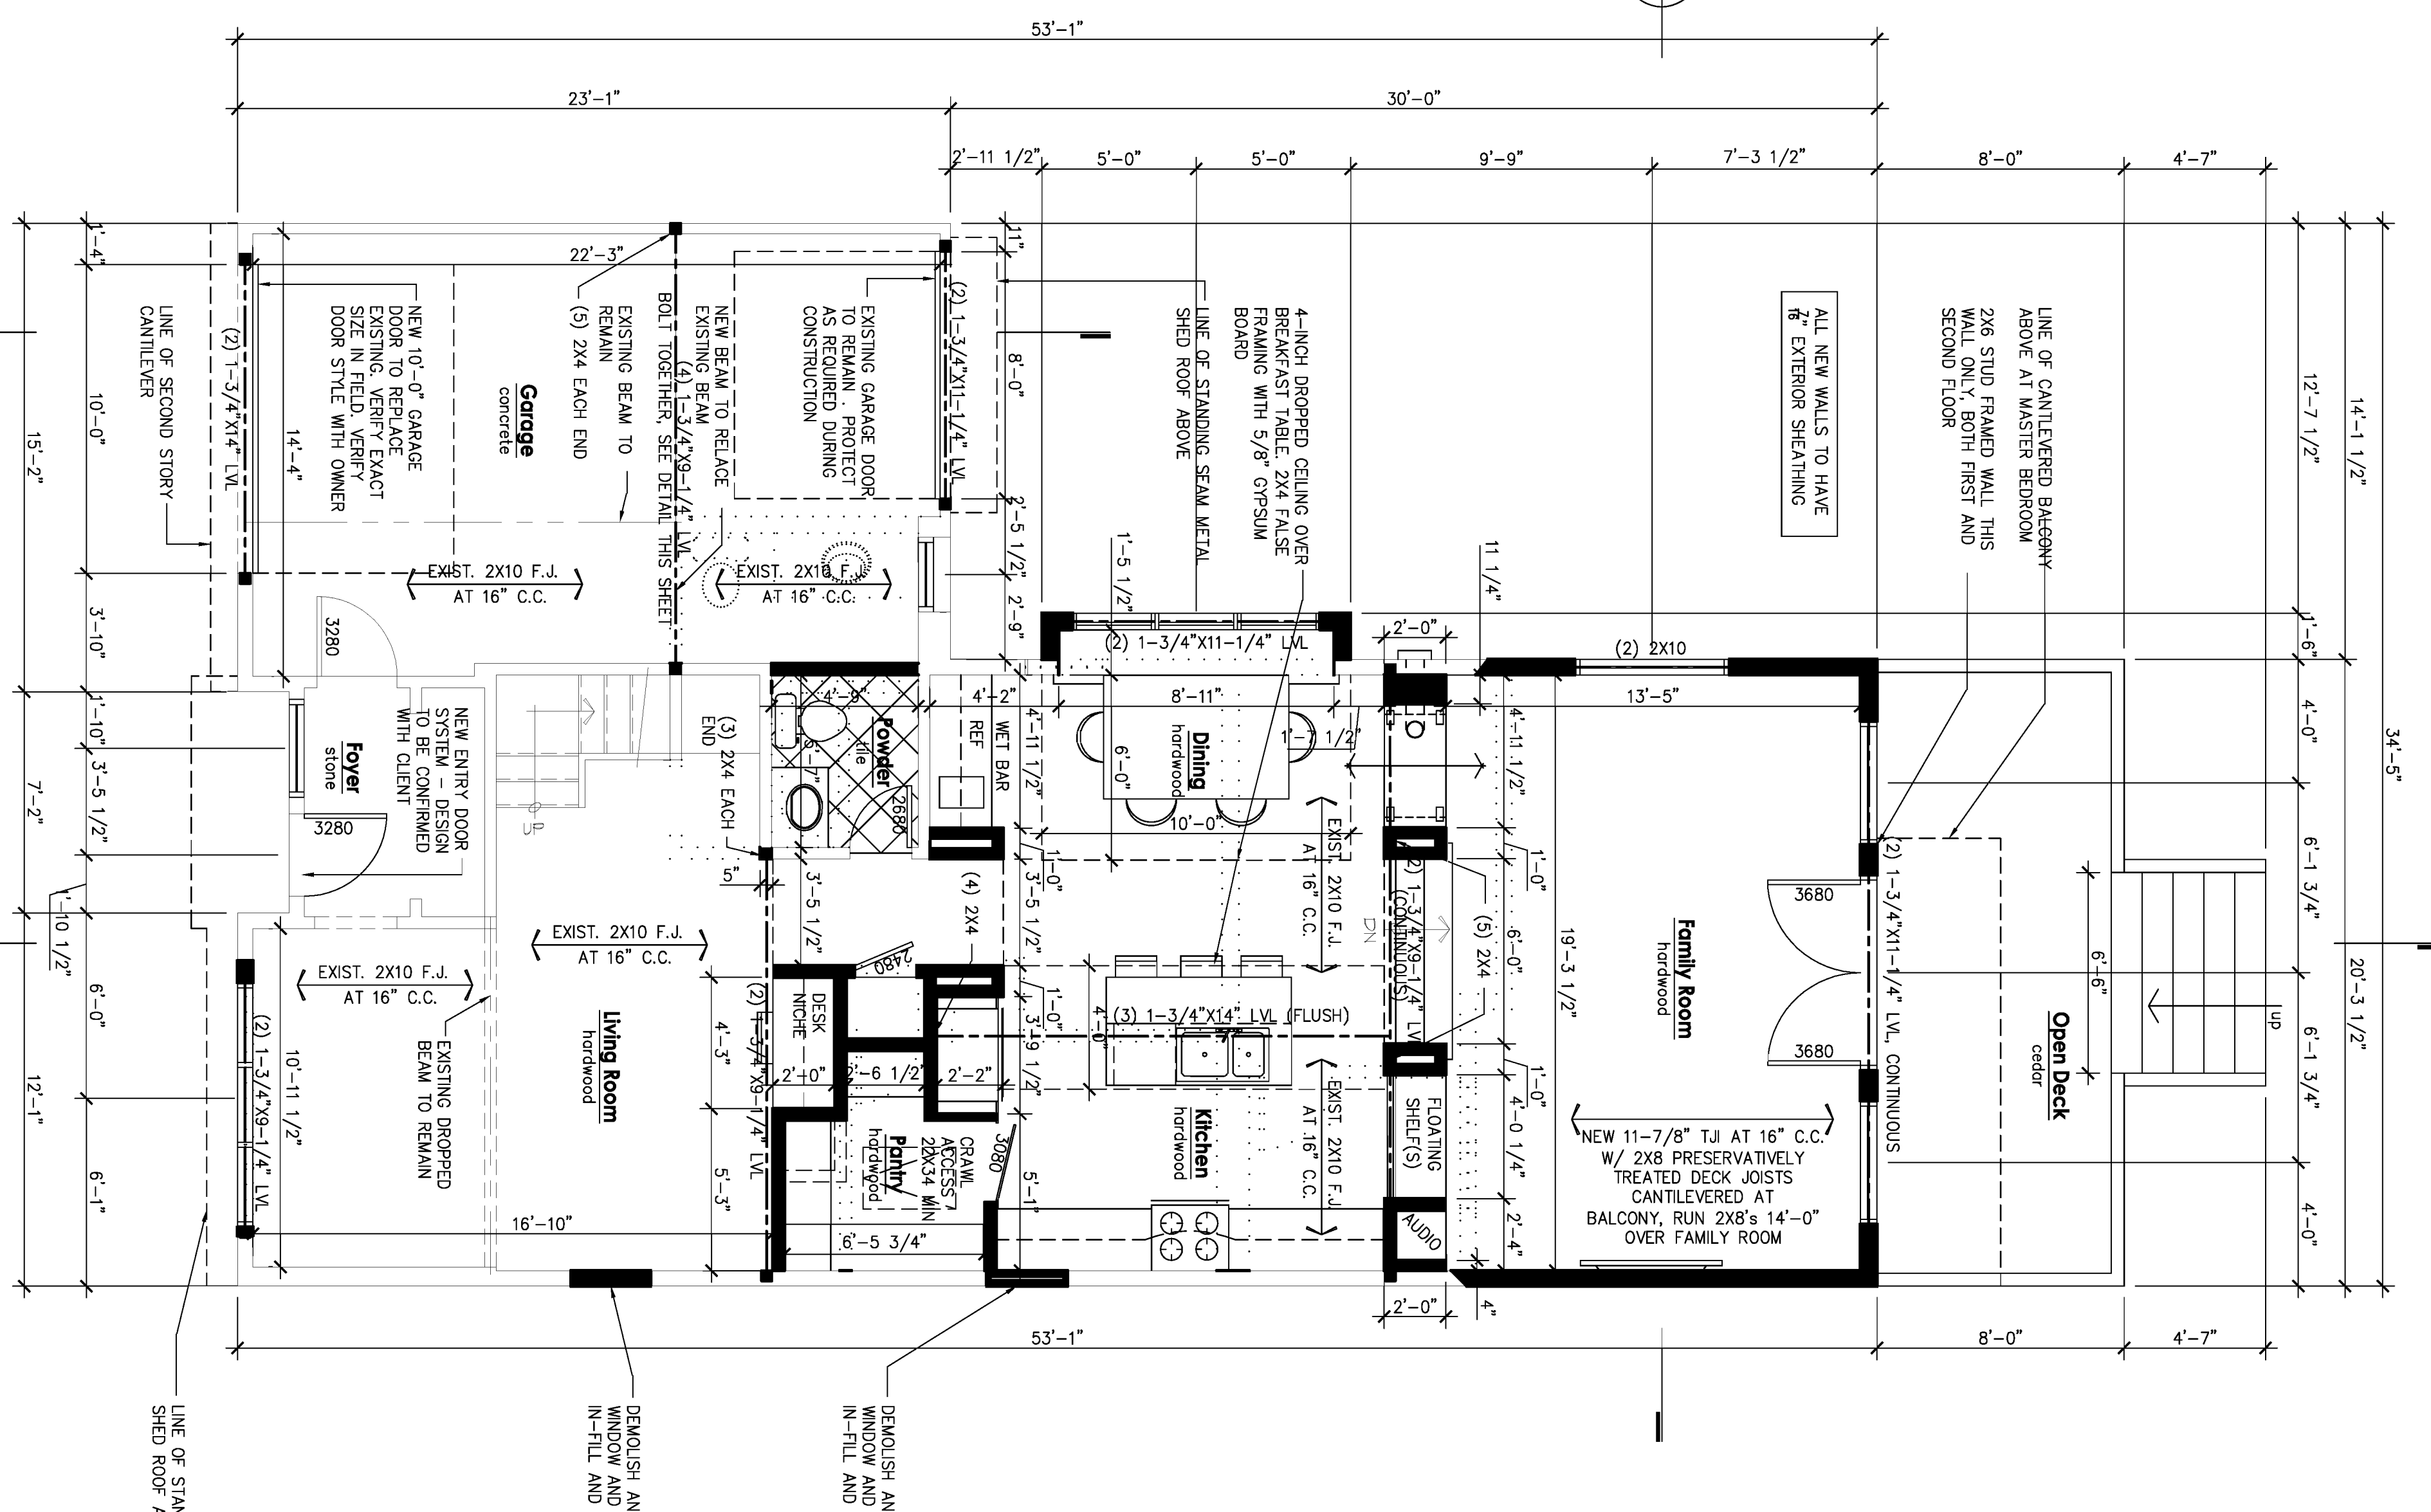 53'-1"
23'-1"
30'-0"
2'-11 1/2"
5'-0"
5'-0"
9'-9"
7'-3 1/2"
8'-0"
4'-7"
1'-4"
10'-0"
3'-10"
1'-10"
3'-5 1/2"
1'-10 1/2"
6'-0"
6'-1"
15'-2"
7'-2"
12'-1"
LINE OF SECOND STORY
CANTILEVER
(2) 1-3/4"X14" LVL
14'-4"
22'-3"
NEW 10'-0" GARAGE
DOOR TO REPLACE
EXISTING. VERIFY EXACT
SIZE IN FIELD. VERIFY
DOOR STYLE WITH OWNER
Garage
concrete
(5) 2X4 EACH END
EXISTING BEAM TO
REMAIN
BOLT TOGETHER, SEE DETAIL THIS SHEET
(4) 1-3/4"X9-1/4" LVL
NEW BEAM TO RELACE
EXISTING BEAM
EXISTING GARAGE DOOR
TO REMAIN . PROTECT
AS REQUIRED DURING
CONSTRUCTION
(2) 1-3/4"X11-1/4" LVL
11"
8'-0"
2'-5 1/2"
2'-9"
EXIST. 2X10 F.J.
AT 16" C.C.
EXIST. 2X10 F.J.
AT 16" C.C.
LINE OF STANDING SEAM METAL
SHED ROOF ABOVE
4-INCH DROPPED CEILING OVER
BREAKFAST TABLE. 2X4 FALSE
FRAMING WITH 5/8" GYPSUM
BOARD
1'-5 1/2"
11 1/4"
ALL NEW WALLS TO HAVE
7/16" EXTERIOR SHEATHING
LINE OF CANTLEVERED BALCONY
ABOVE AT MASTER BEDROOM
2X6 STUD FRAMED WALL THIS
WALL ONLY, BOTH FIRST AND
SECOND FLOOR
12'-7 1/2"
14'-1 1/2"
34'-5"
1'-6"
4'-0"
6'-1 3/4"
6'-1 3/4"
4'-0"
20'-3 1/2"
3280
3280
Foyer
stone
NEW ENTRY DOOR
SYSTEM - DESIGN
TO BE CONFIRMED
WITH CLIENT
UP
(3) 2X4 EACH
END
4'-9"
Powder
tile
2680
5"
3'-5 1/2"
4'-2"
WET BAR
REF
4'-11 1/2"
1'-0"
3'-5 1/2"
1'-0"
3'-9 1/2"
5'-1"
(2) 1-3/4"X11-1/4" LVL
8'-11"
Dining
hardwood
6'-0"
1'-7 1/2"
10'-0"
EXIST. 2X10 F.J.
AT 16" C.C.
2'-0"
(2) 2X10
13'-5"
4'-11 1/2"
1'-0"
6'-0"
1'-0"
4'-0 1/4"
2'-4"
19'-3 1/2"
(2) 1-3/4"X9-1/4" LVL
(CONTINUOUS)
DN
(5) 2X4
(4) 2X4
2480
3680
3680
Family Room
hardwood
(2) 1-3/4"X11-1/4" LVL, CONTINUOUS
6'-6"
up
Open Deck
cedar
EXIST. 2X10 F.J.
AT 16" C.C.
EXIST. 2X10 F.J.
AT 16" C.C.
(2) 1-3/4"X9-1/4" LVL
10'-11 1/2"
EXISTING DROPPED
BEAM TO REMAIN
Living Room
hardwood
16'-10"
4'-3"
5'-3"
(2) 1-3/4"X9-1/4" LVL
DESK
NICHE
2'-0"
2'-6 1/2"
2'-2"
Pantry
hardwood
CRAWL
ACCESS
22X34 MIN
3080
6'-5 3/4"
4'-0"
(3) 1-3/4"X14" LVL (FLUSH)
Kitchen
hardwood
EXIST. 2X10 F.J.
AT 16" C.C.
FLOATING
SHELF(S)
AUDIO
2'-0"
4"
NEW 11-7/8" TJI AT 16" C.C.
W/ 2X8 PRESERVATIVELY
TREATED DECK JOISTS
CANTILEVERED AT
BALCONY, RUN 2X8's 14'-0"
OVER FAMILY ROOM
53'-1"
8'-0"
4'-7"
LINE OF STAN
SHED ROOF A
DEMOLISH AN
WINDOW AND
IN-FILL AND
DEMOLISH AN
WINDOW AND
IN-FILL AND